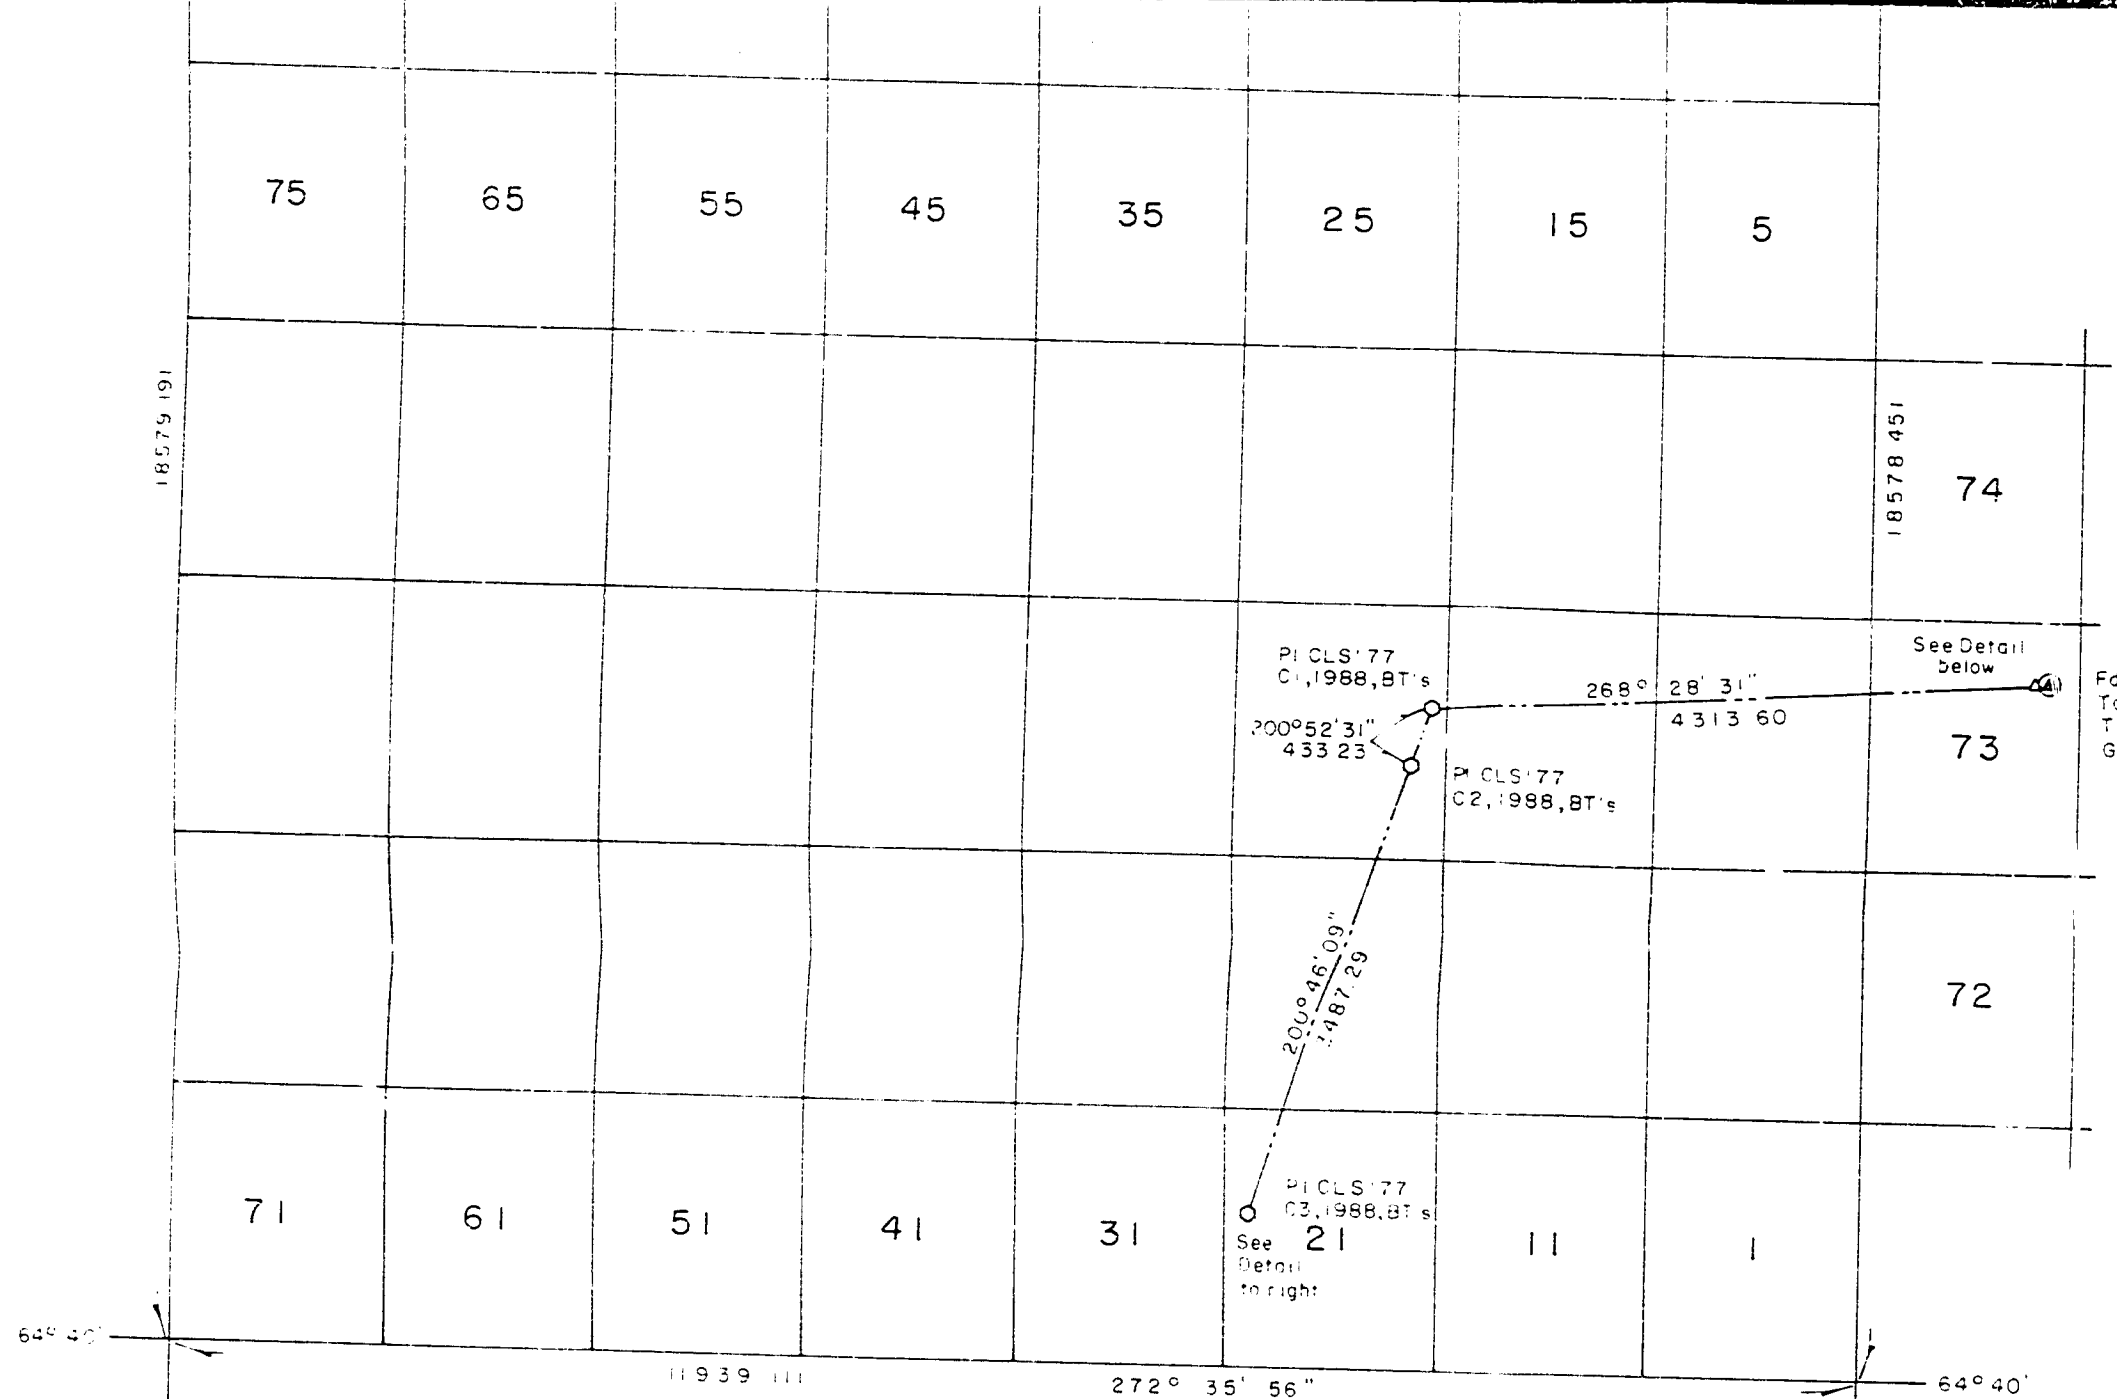 75
65
55
45
35
25
15
5
18579 191
18578 451
74
See Detail
below
PI CLS '77
C1, 1988, BT's
268° 28' 31"
4313 60
200°52'31"
433 23
73
PI CLS '77
C2, 1988, BT's
200° 46' 09"
72
PI CLS '77
C3, 1988, BT's
71
61
51
41
31
21
11
1
See
Detail
to right
64° 40'
11939 111
272° 35' 56"
64° 40'